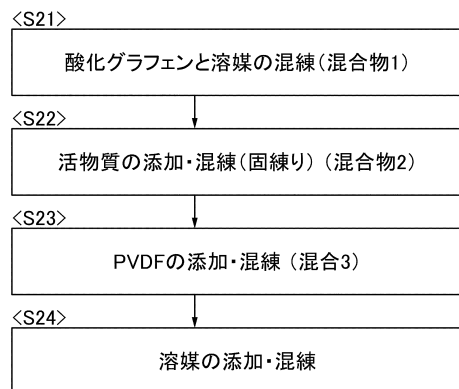 <S21>
酸化グラフェンと溶媒の混練(混合物1)
<S22>
活物質の添加・混練(固練り) (混合物2)
<S23>
PVDFの添加・混練 (混合3)
<S24>
溶媒の添加・混練